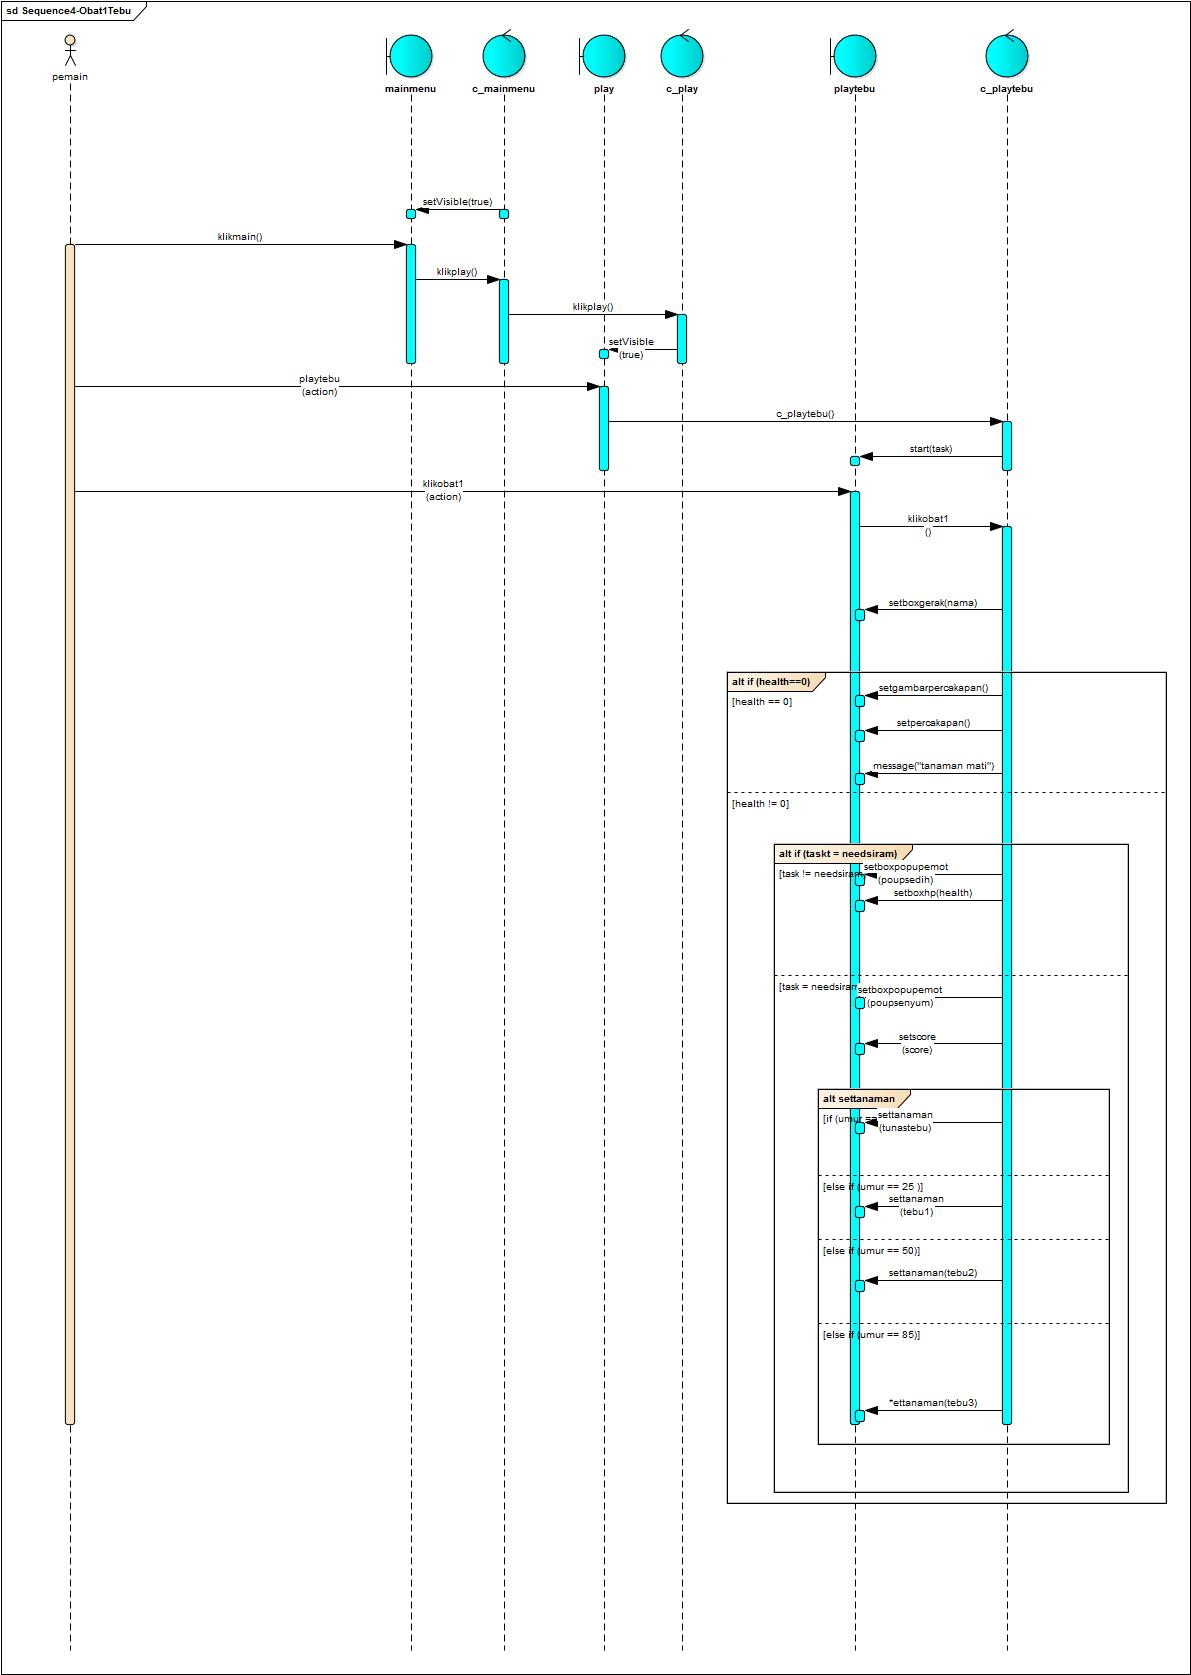 sd Sequence4-Obat1Tebu
pemain
mainmenu
c_mainmenu
play
c_play
playtebu
c_playtebu
setVisible(true)
klikmain()
klikplay()
klikplay()
setVisible
(true)
playtebu
(action)
c_playtebu()
start(task)
klikobat1
(action)
klikobat1
()
setboxgerak(nama)
alt if (health==0)
[health == 0]
setgambarpercakapan()
setpercakapan()
message("tanaman mati")
[health != 0]
alt if (taskt = needsiram)
[task != needsiram
setboxpopupemot
(poupsedih)
setboxhp(health)
[task = needsiram
setboxpopupemot
(poupsenyum)
setscore
(score)
alt settanaman
[if (umur ==
settanaman
(tunastebu)
[else if (umur == 25 )]
settanaman
(tebu1)
[else if (umur == 50)]
settanaman(tebu2)
[else if (umur == 85)]
*ettanaman(tebu3)